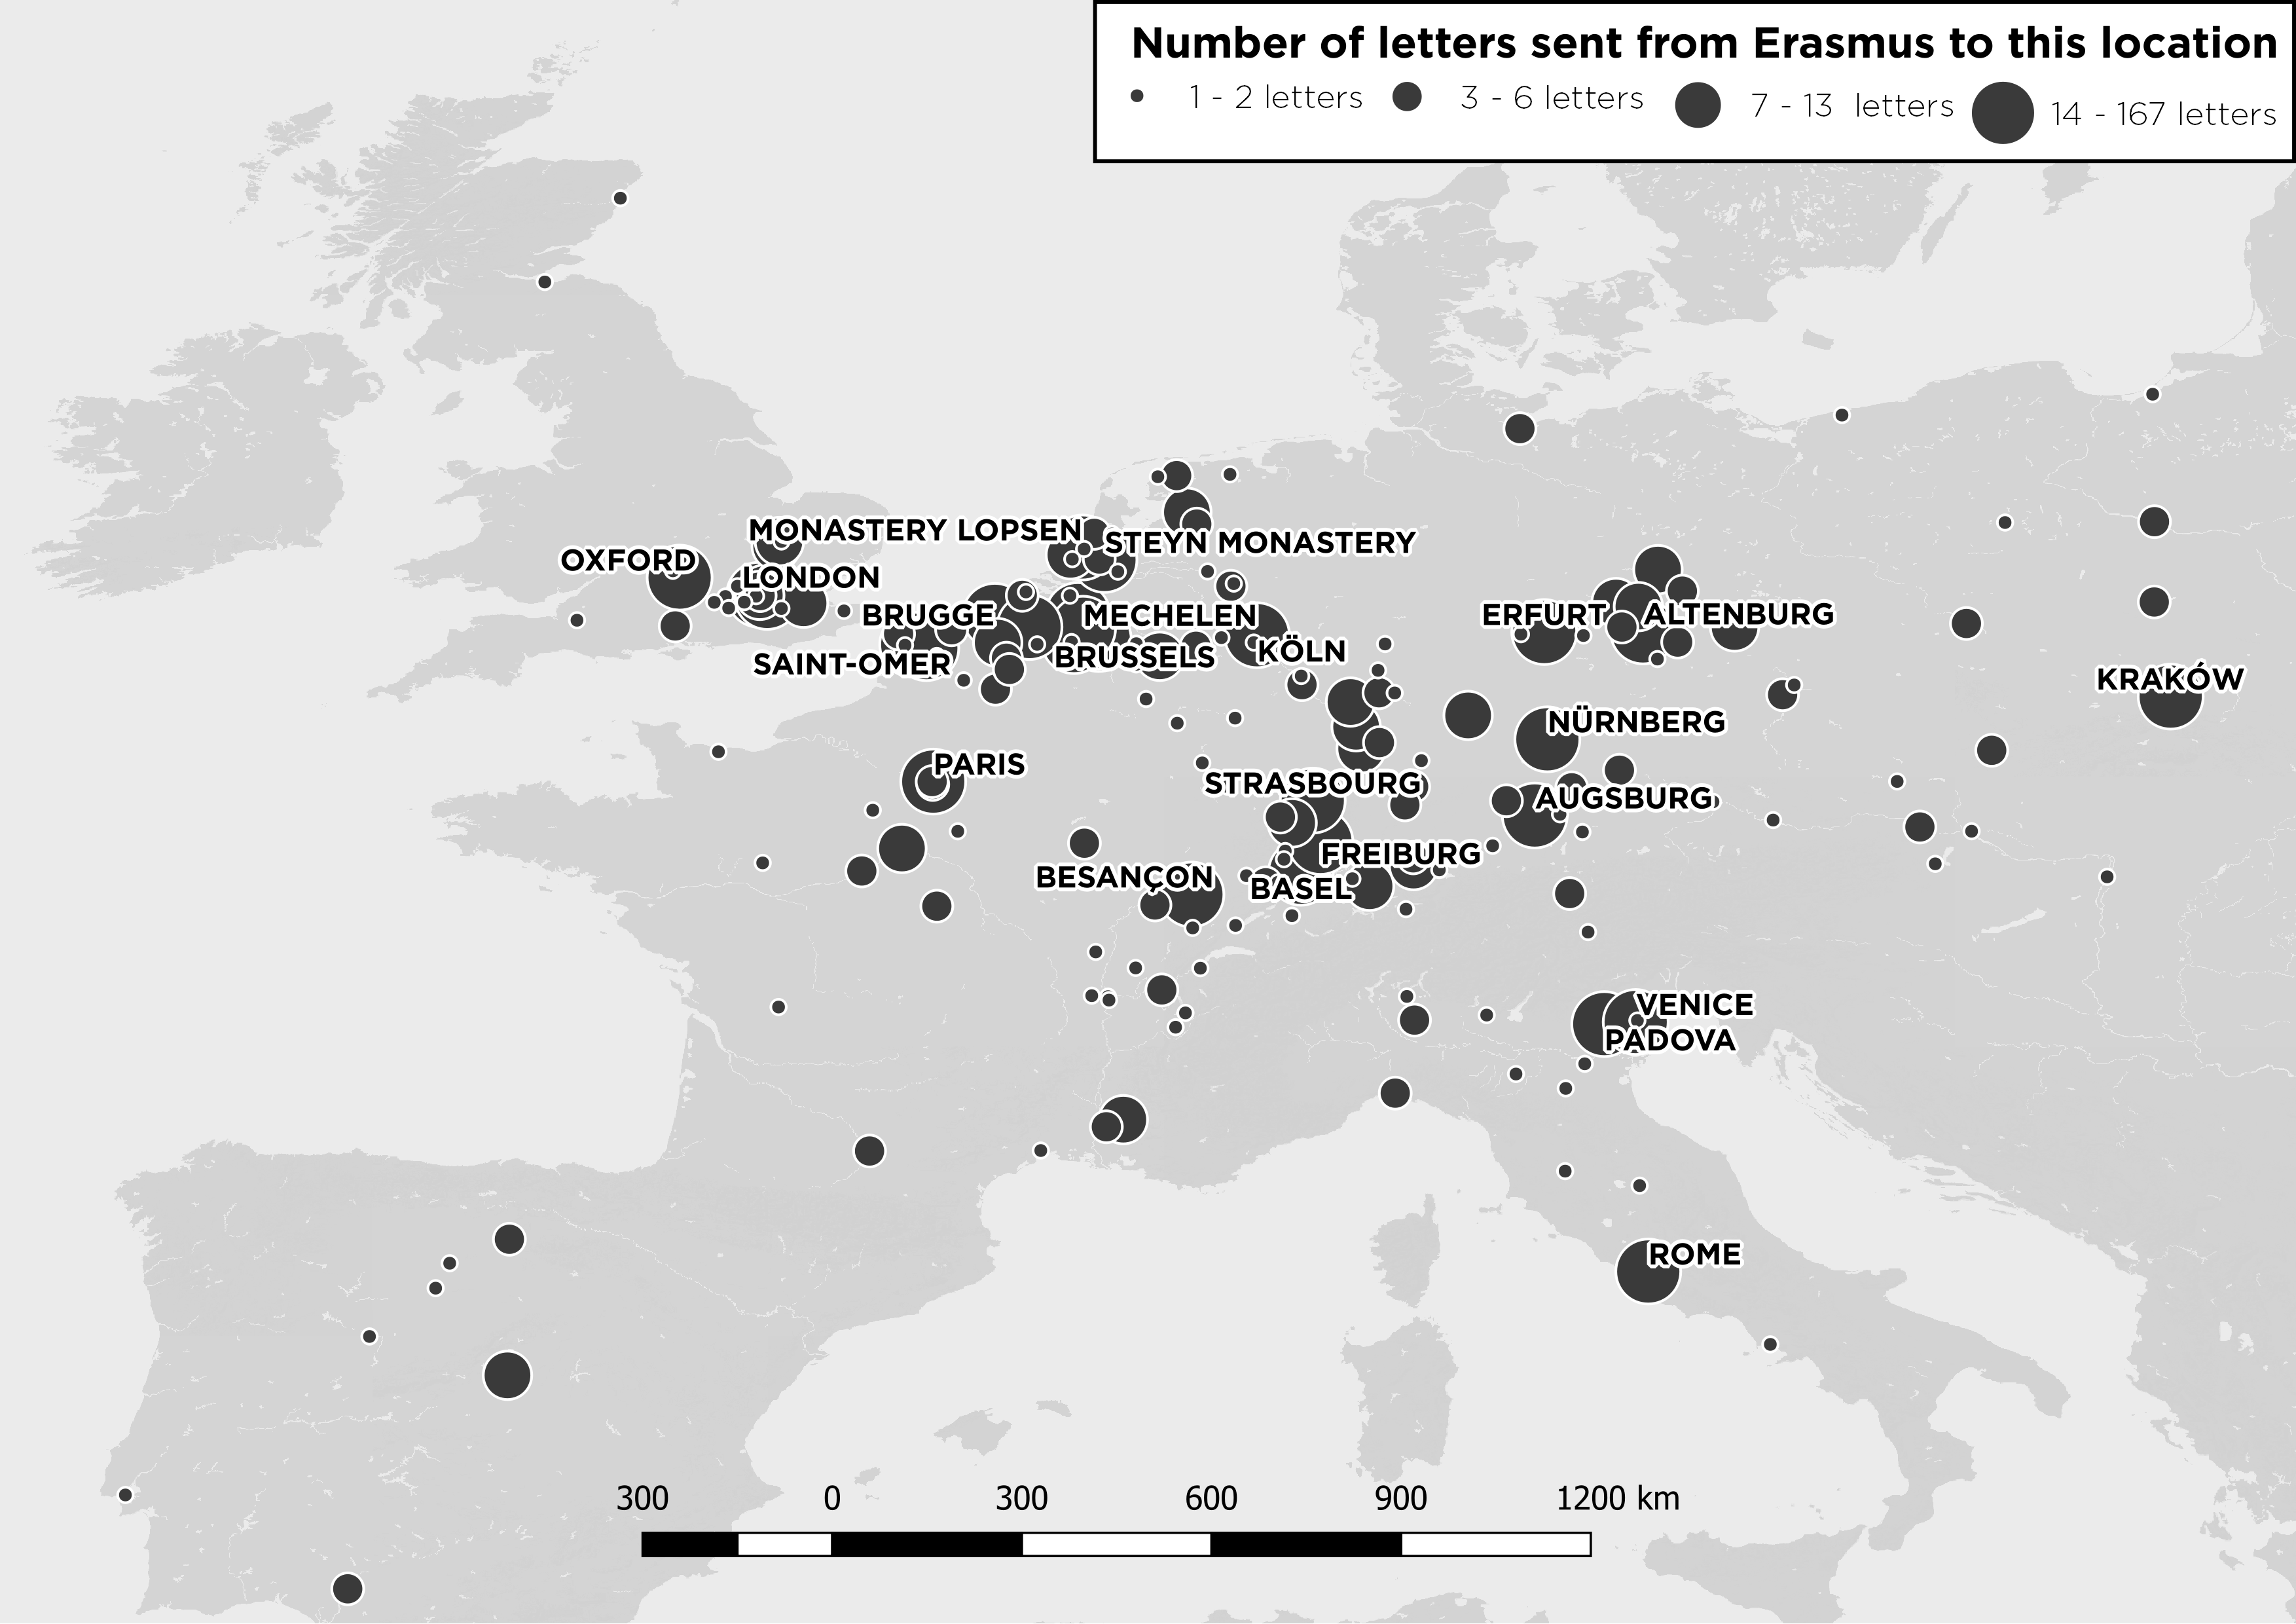 Number of letters sent from Erasmus to this location
1 - 2 letters 3 - 6 letters 7 - 13 letters 14 - 167 letters
MONASTERY LOPSEN
STEYN MONASTERY
OXFORD
LONDON
BRUGGE
MECHELEN
ERFURT
ALTENBURG
SAINT-OMER
BRUSSELS
KÖLN
KRAKÓW
NÜRNBERG
PARIS
STRASBOURG
AUGSBURG
FREIBURG
BESANÇON
BASEL
VENICE
PADOVA
ROME
300 0 300 600 900 1200 km